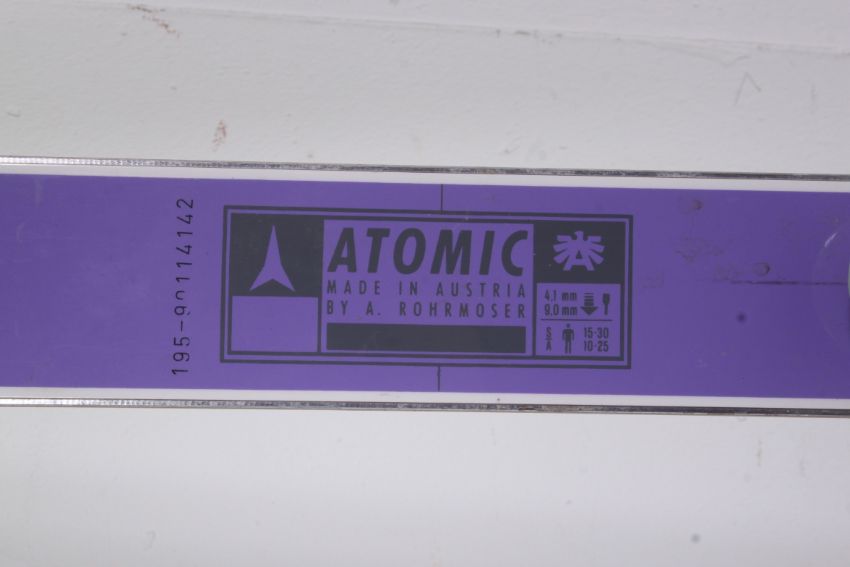 195-90114142
ATOMIC
MADE IN AUSTRIA
BY A. ROHRMOSER
4,1 mm
9,0 mm
S 15-30
A 10-25